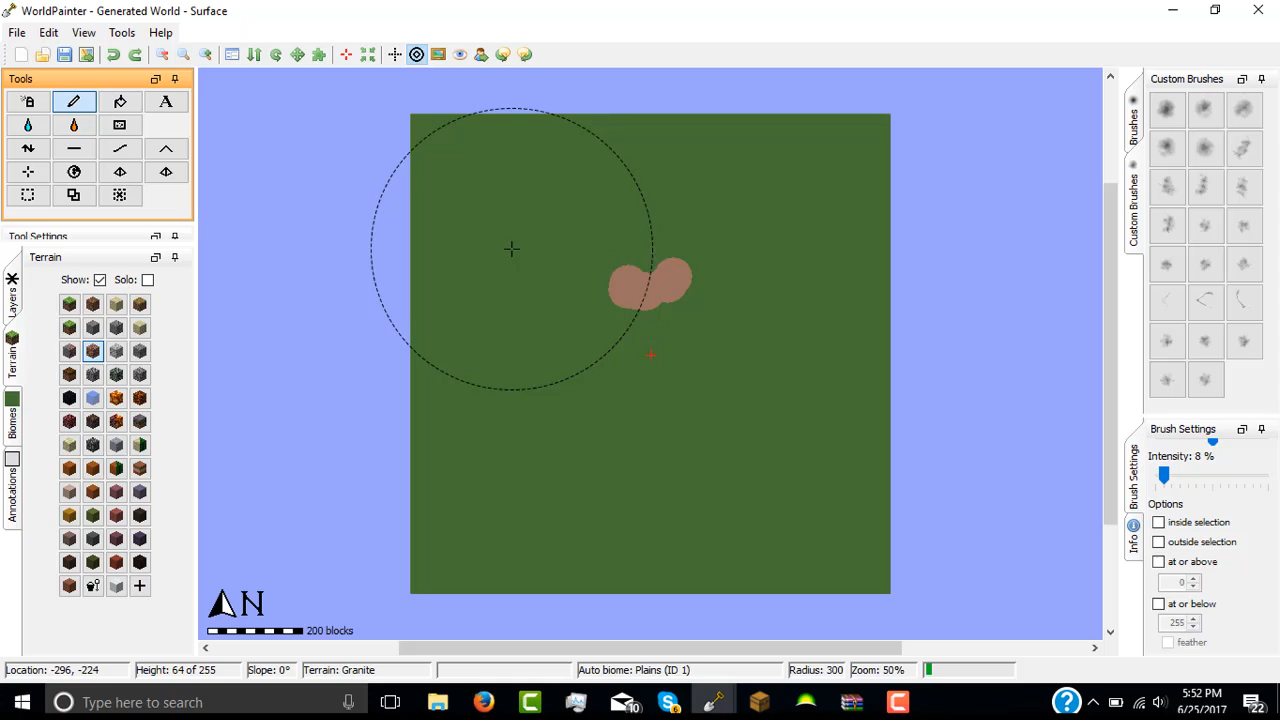 WorldPainter - Generated World - Surface
File Edit View Tools Help
Tools
A
Tool Settings
Terrain
Show: Solo:
Layers
Terrain
Biomes
Annotations
N
200 blocks
Custom Brushes
Brushes
Custom Brushes
Brush Settings
Intensity: 8 %
Options
inside selection
outside selection
at or above
0
at or below
255
feather
Brush Settings
Info
Location: -296, -224 Height: 64 of 255 Slope: 0° Terrain: Granite Auto biome: Plains (ID 1) Radius: 300 Zoom: 50%
Type here to search
10
6
5:52 PM
6/25/2017
22